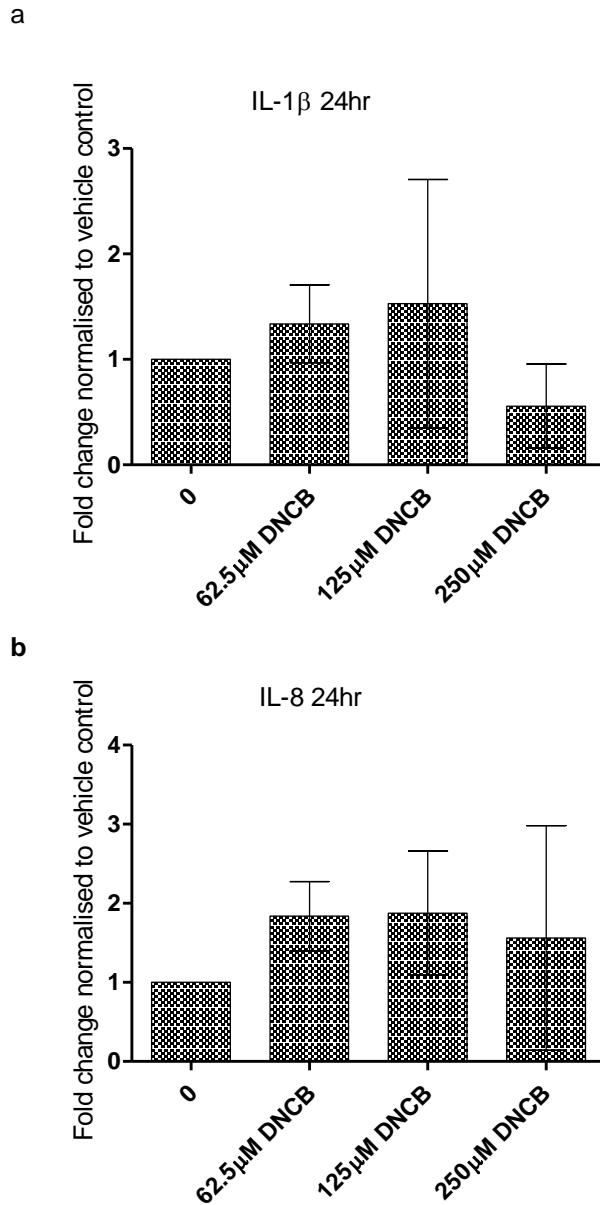 a
IL-1β 24hr
Fold change normalised to vehicle control
3
2
1
0
0
62.5µM DNCB
125µM DNCB
250µM DNCB
b
IL-8 24hr
Fold change normalised to vehicle control
4
3
2
1
0
0
62.5µM DNCB
125µM DNCB
250µM DNCB